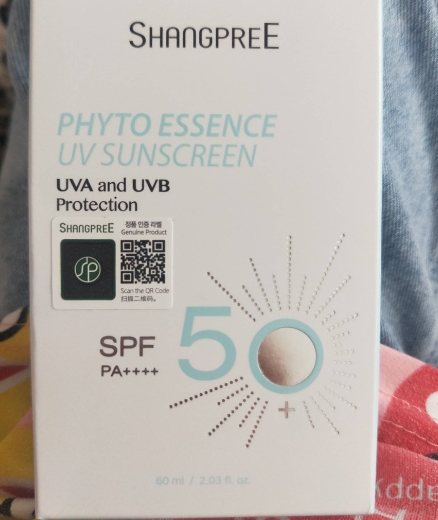 SHANGPREE
PHYTO ESSENCE
UV SUNSCREEN
UVA and UVB
Protection
SHANGPREE
정품 인증 라벨
Genuine Product
SP
Scan the QR Code
扫描二维码。
SPF
50
+
PA++++
60 ml / 2.03 fl. oz.